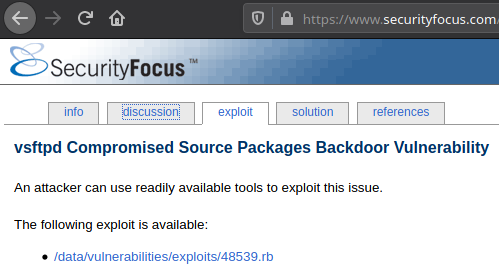 https://www.securityfocus.com/
SecurityFocus™
info discussion exploit solution references
vsftpd Compromised Source Packages Backdoor Vulnerability
An attacker can use readily available tools to exploit this issue.
The following exploit is available:
• /data/vulnerabilities/exploits/48539.rb